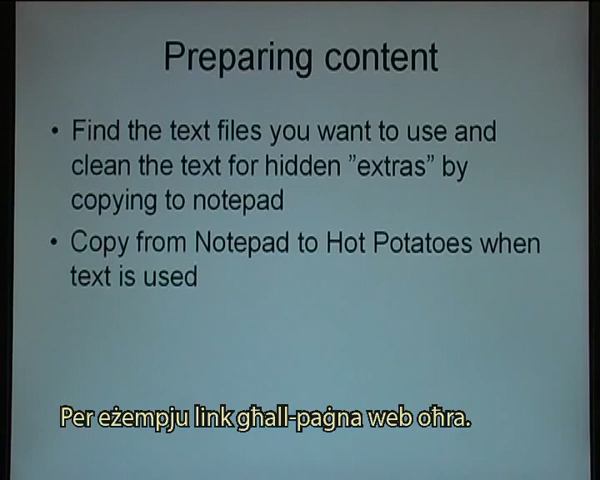 Preparing content
• Find the text files you want to use and
clean the text for hidden ”extras” by
copying to notepad
• Copy from Notepad to Hot Potatoes when
text is used
Per eżempju link għall-paġna web oħra.